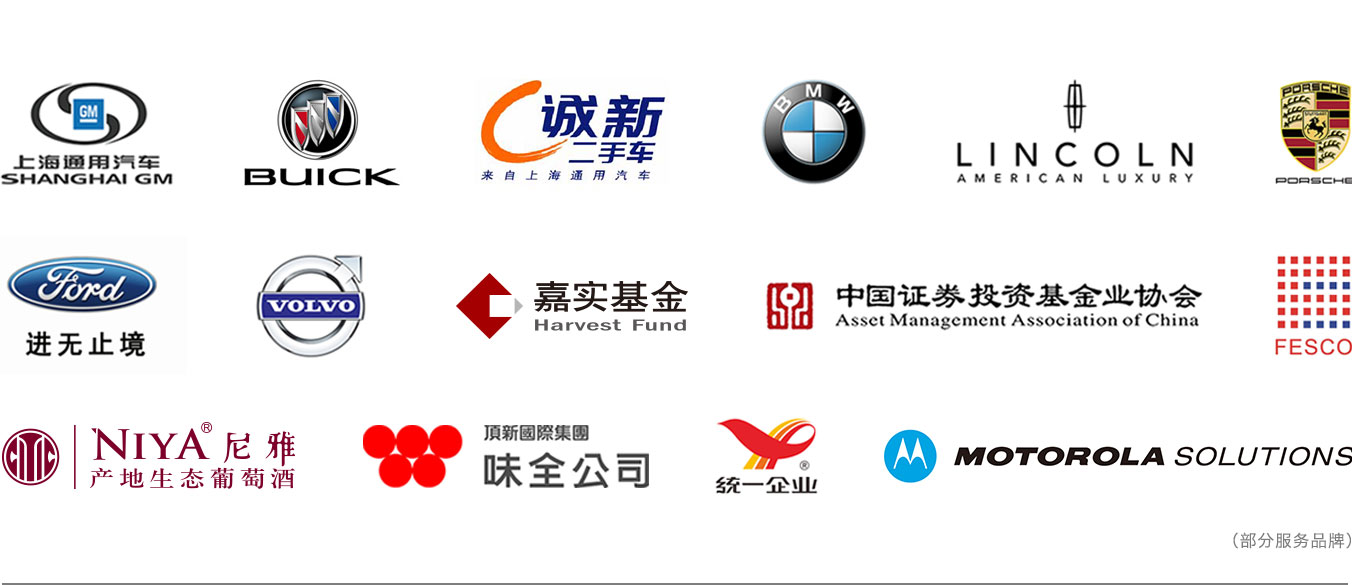 GM
上海通用汽车
SHANGHAI GM
BUICK
诚新
二手车
来自上海通用汽车
BMW
LINCOLN
AMERICAN LUXURY
PORSCHE
PORSCHE
Ford
进无止境
VOLVO
嘉实基金
Harvest Fund
中国证券投资基金业协会
Asset Management Association of China
FESCO
CITIC
NIYA® 尼雅
产地生态葡萄酒
頂新國際集團
味全公司
®
统一企业
MOTOROLA SOLUTIONS
（部分服务品牌）